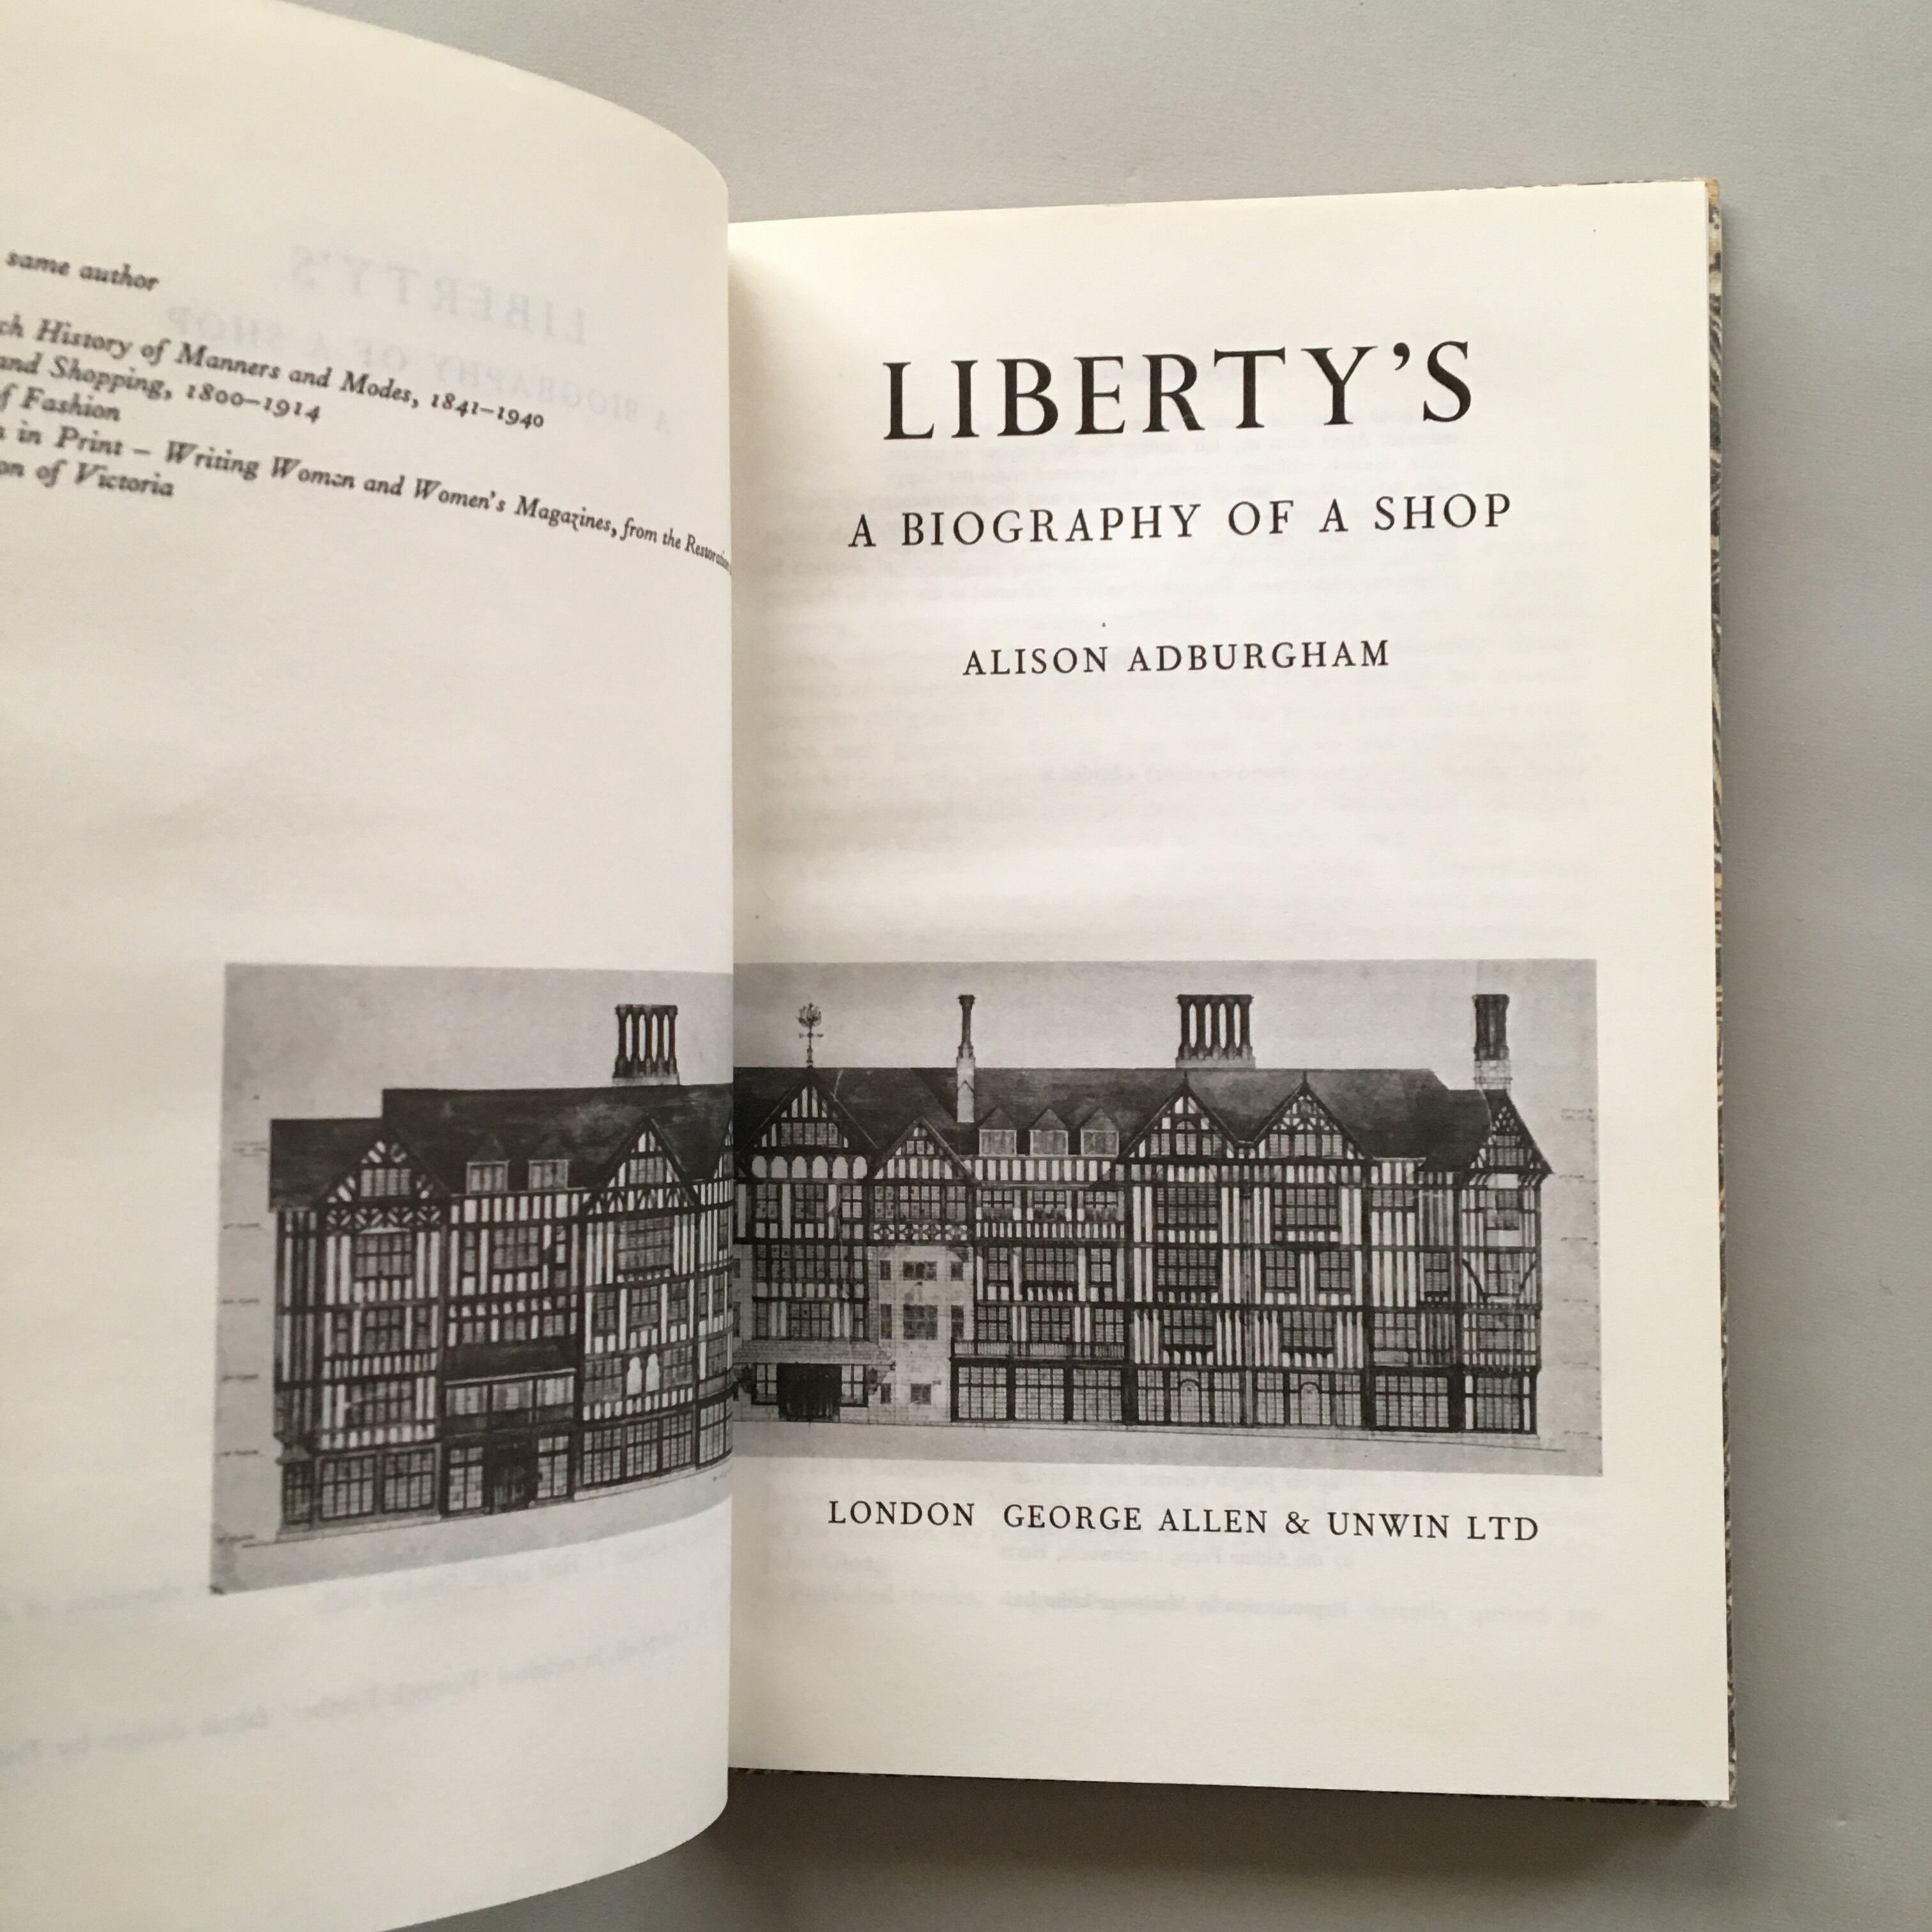 same author
ch History of Manners and Modes, 1841–1940
and Shopping, 1800–1914
f Fashion
in Print – Writing Women and Women's Magazines, from the Restoration
on of Victoria
LIBERTY'S
A BIOGRAPHY OF A SHOP
ALISON ADBURGHAM
LONDON GEORGE ALLEN & UNWIN LTD